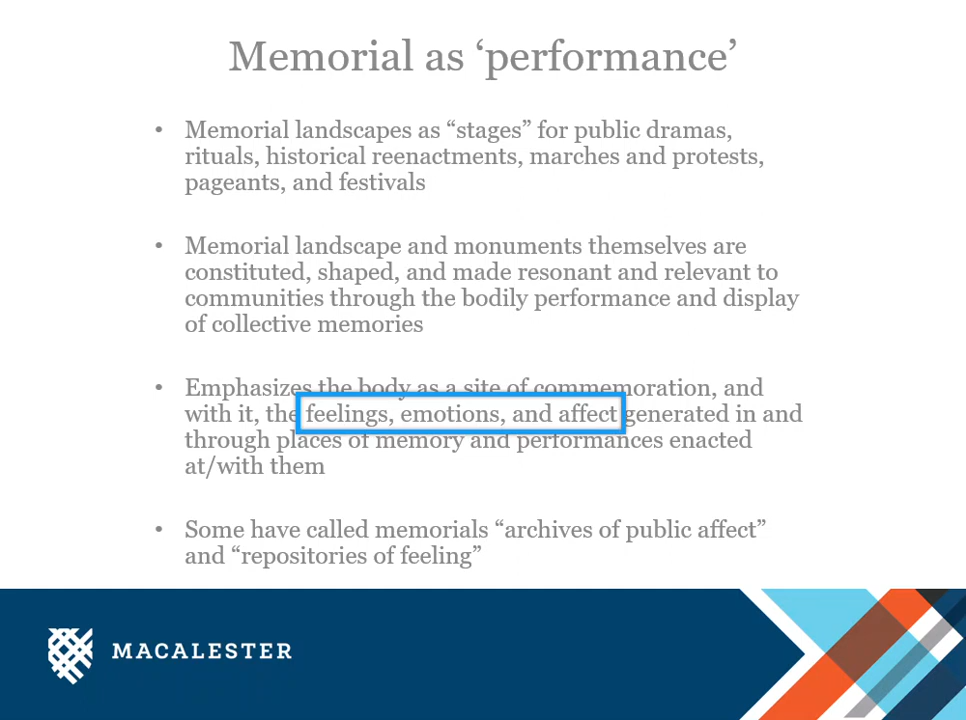 Memorial as ‘performance’
• Memorial landscapes as “stages” for public dramas,
rituals, historical reenactments, marches and protests,
pageants, and festivals
• Memorial landscape and monuments themselves are
constituted, shaped, and made resonant and relevant to
communities through the bodily performance and display
of collective memories
• Emphasizes the body as a site of commemoration, and
with it, the feelings, emotions, and affect generated in and
through places of memory and performances enacted
at/with them
• Some have called memorials “archives of public affect”
and “repositories of feeling”
MACALESTER